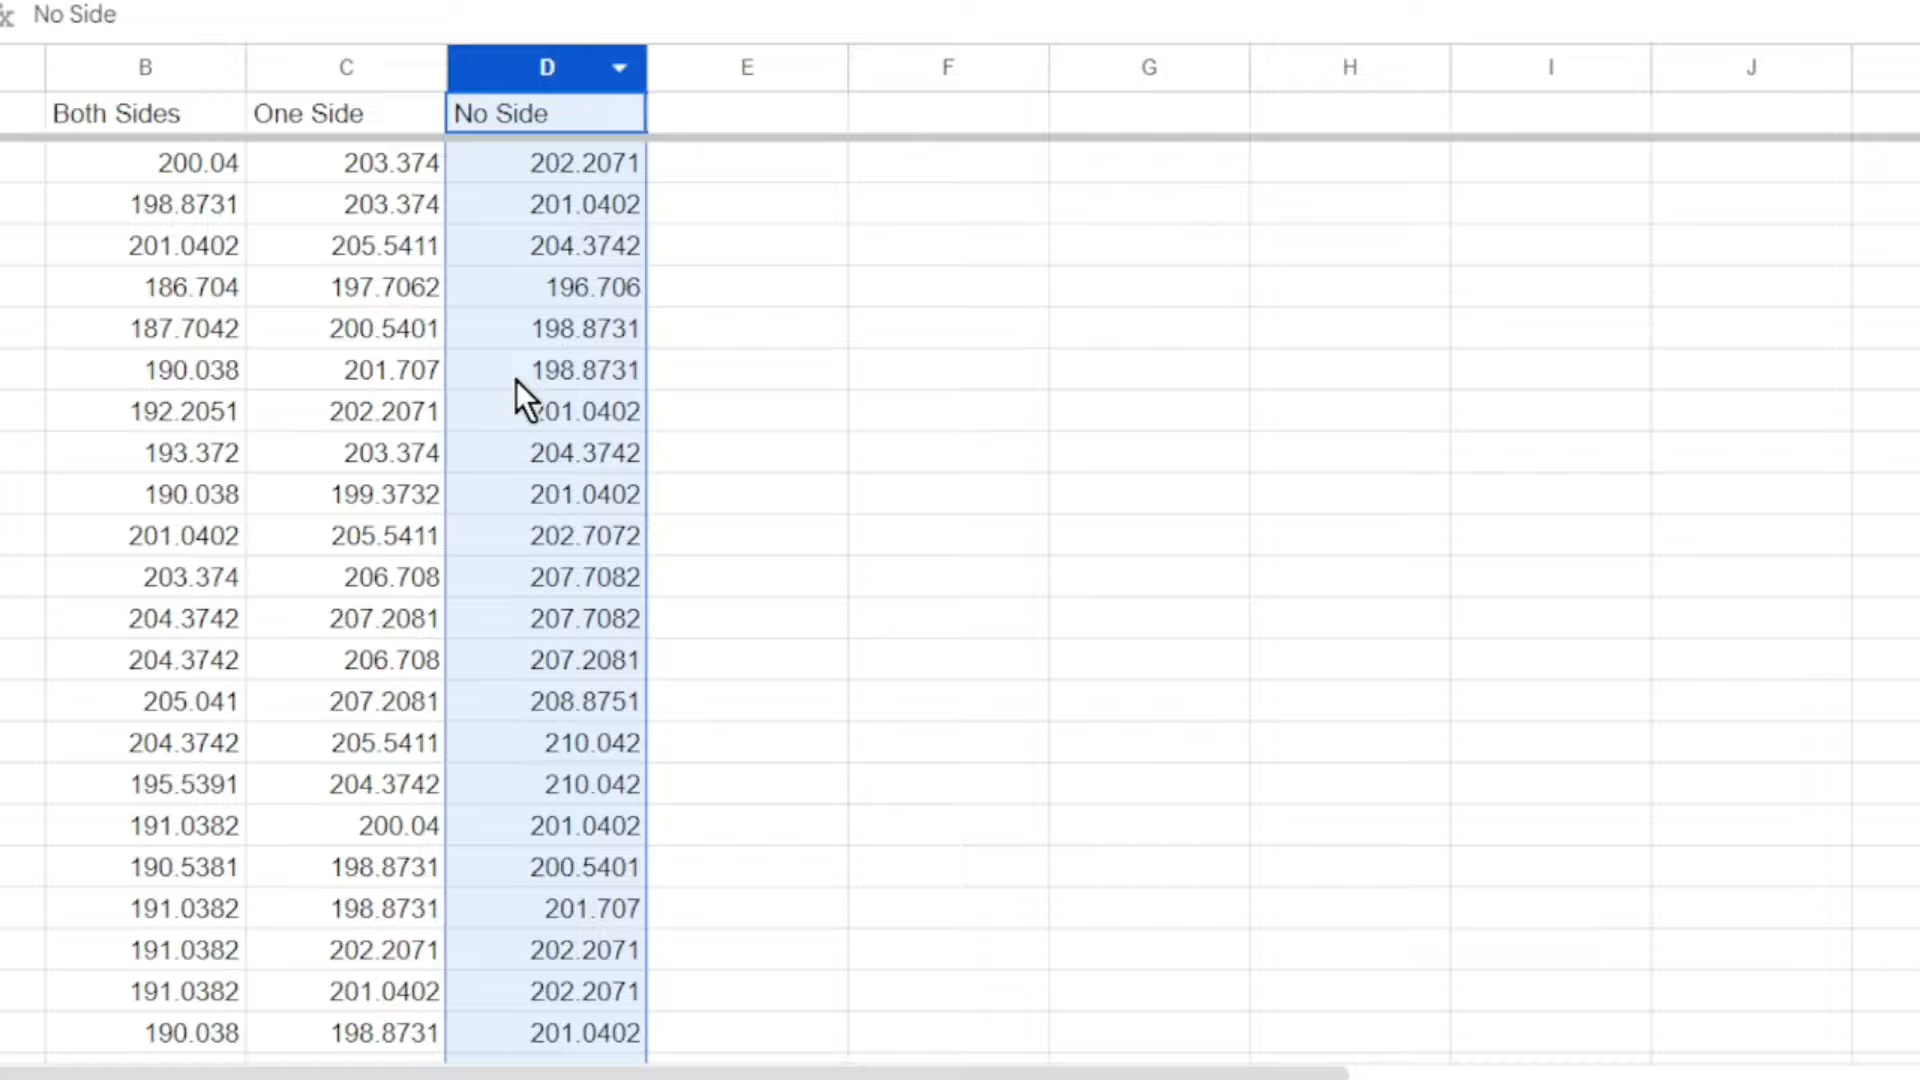 No Side
B C D E F G H I J
Both Sides One Side No Side
200.04 203.374 202.2071
198.8731 203.374 201.0402
201.0402 205.5411 204.3742
186.704 197.7062 196.706
187.7042 200.5401 198.8731
190.038 201.707 198.8731
192.2051 202.2071 201.0402
193.372 203.374 204.3742
190.038 199.3732 201.0402
201.0402 205.5411 202.7072
203.374 206.708 207.7082
204.3742 207.2081 207.7082
204.3742 206.708 207.2081
205.041 207.2081 208.8751
204.3742 205.5411 210.042
195.5391 204.3742 210.042
191.0382 200.04 201.0402
190.5381 198.8731 200.5401
191.0382 198.8731 201.707
191.0382 202.2071 202.2071
191.0382 201.0402 202.2071
190.038 198.8731 201.0402